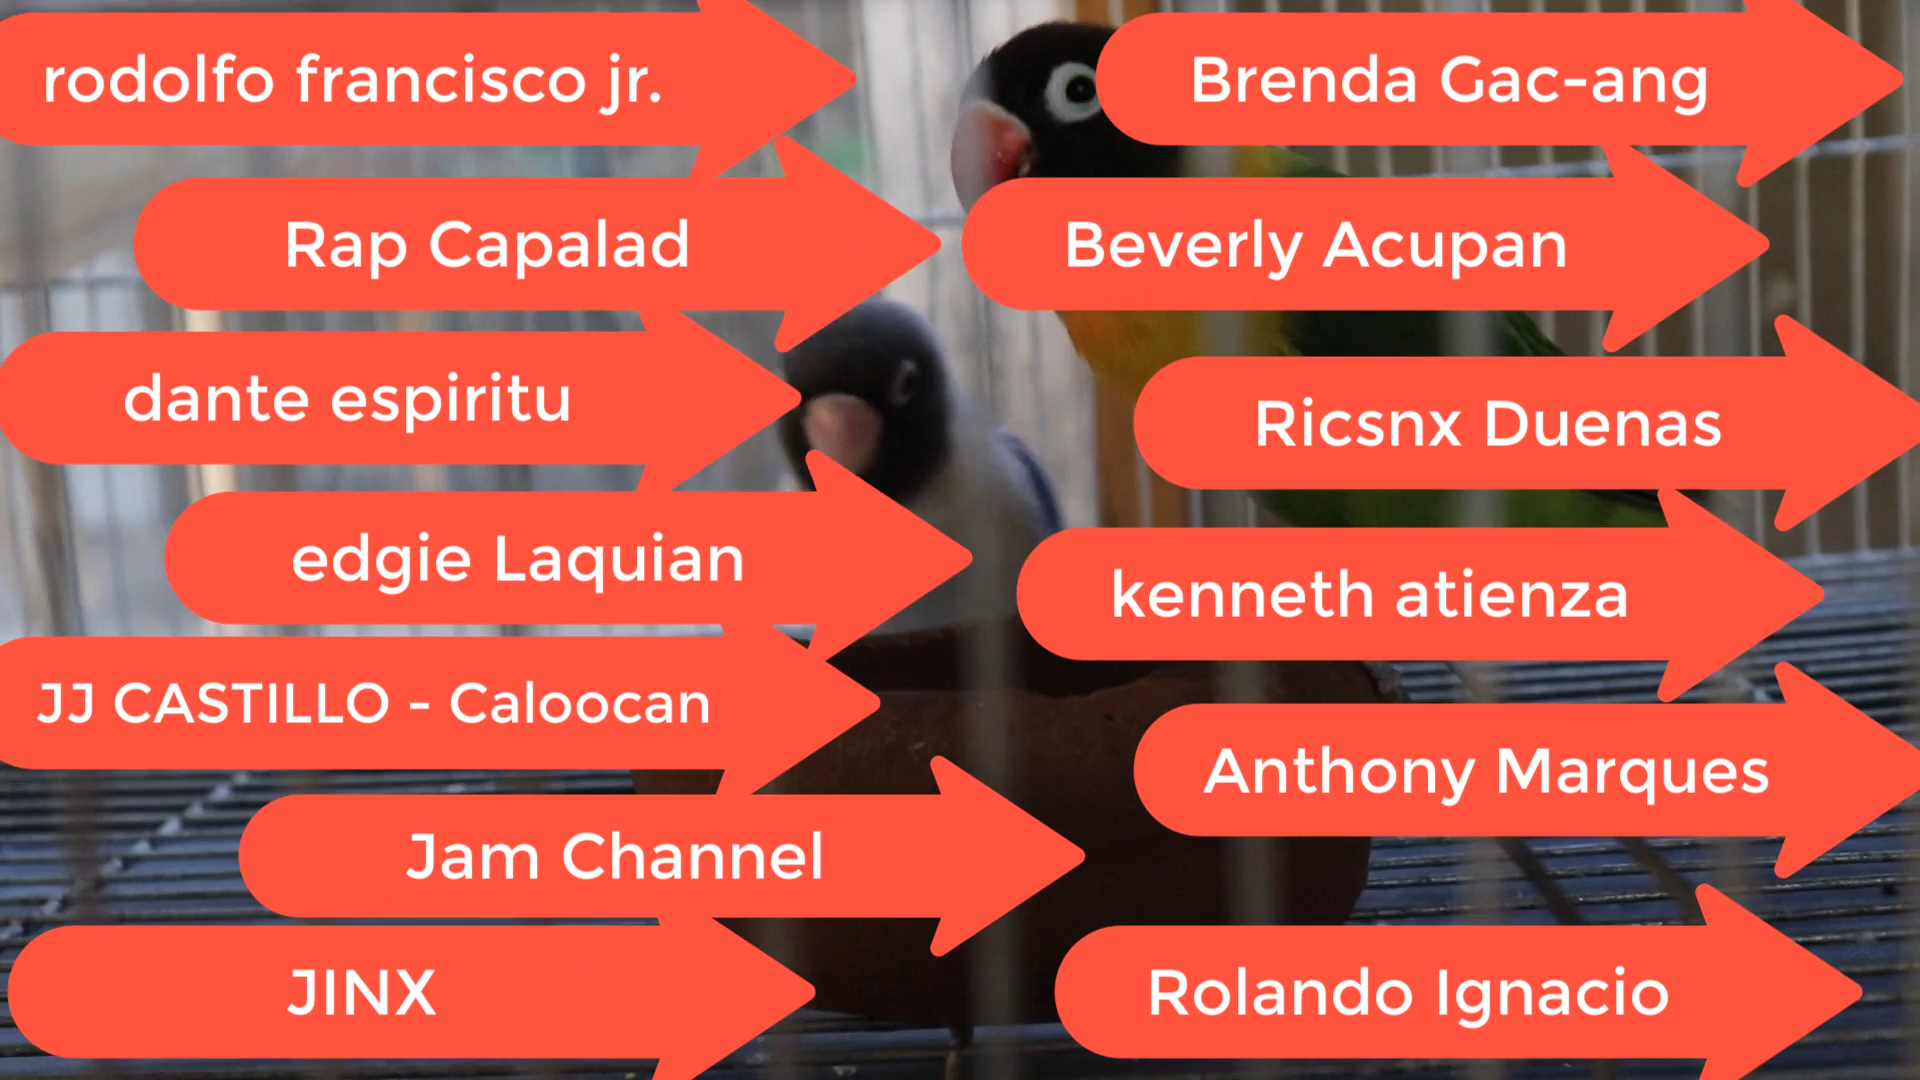 rodolfo francisco jr.
Rap Capalad
dante espiritu
edgie Laquian
JJ CASTILLO - Caloocan
Jam Channel
JINX
Brenda Gac-ang
Beverly Acupan
Ricsnx Duenas
kenneth atienza
Anthony Marques
Rolando Ignacio